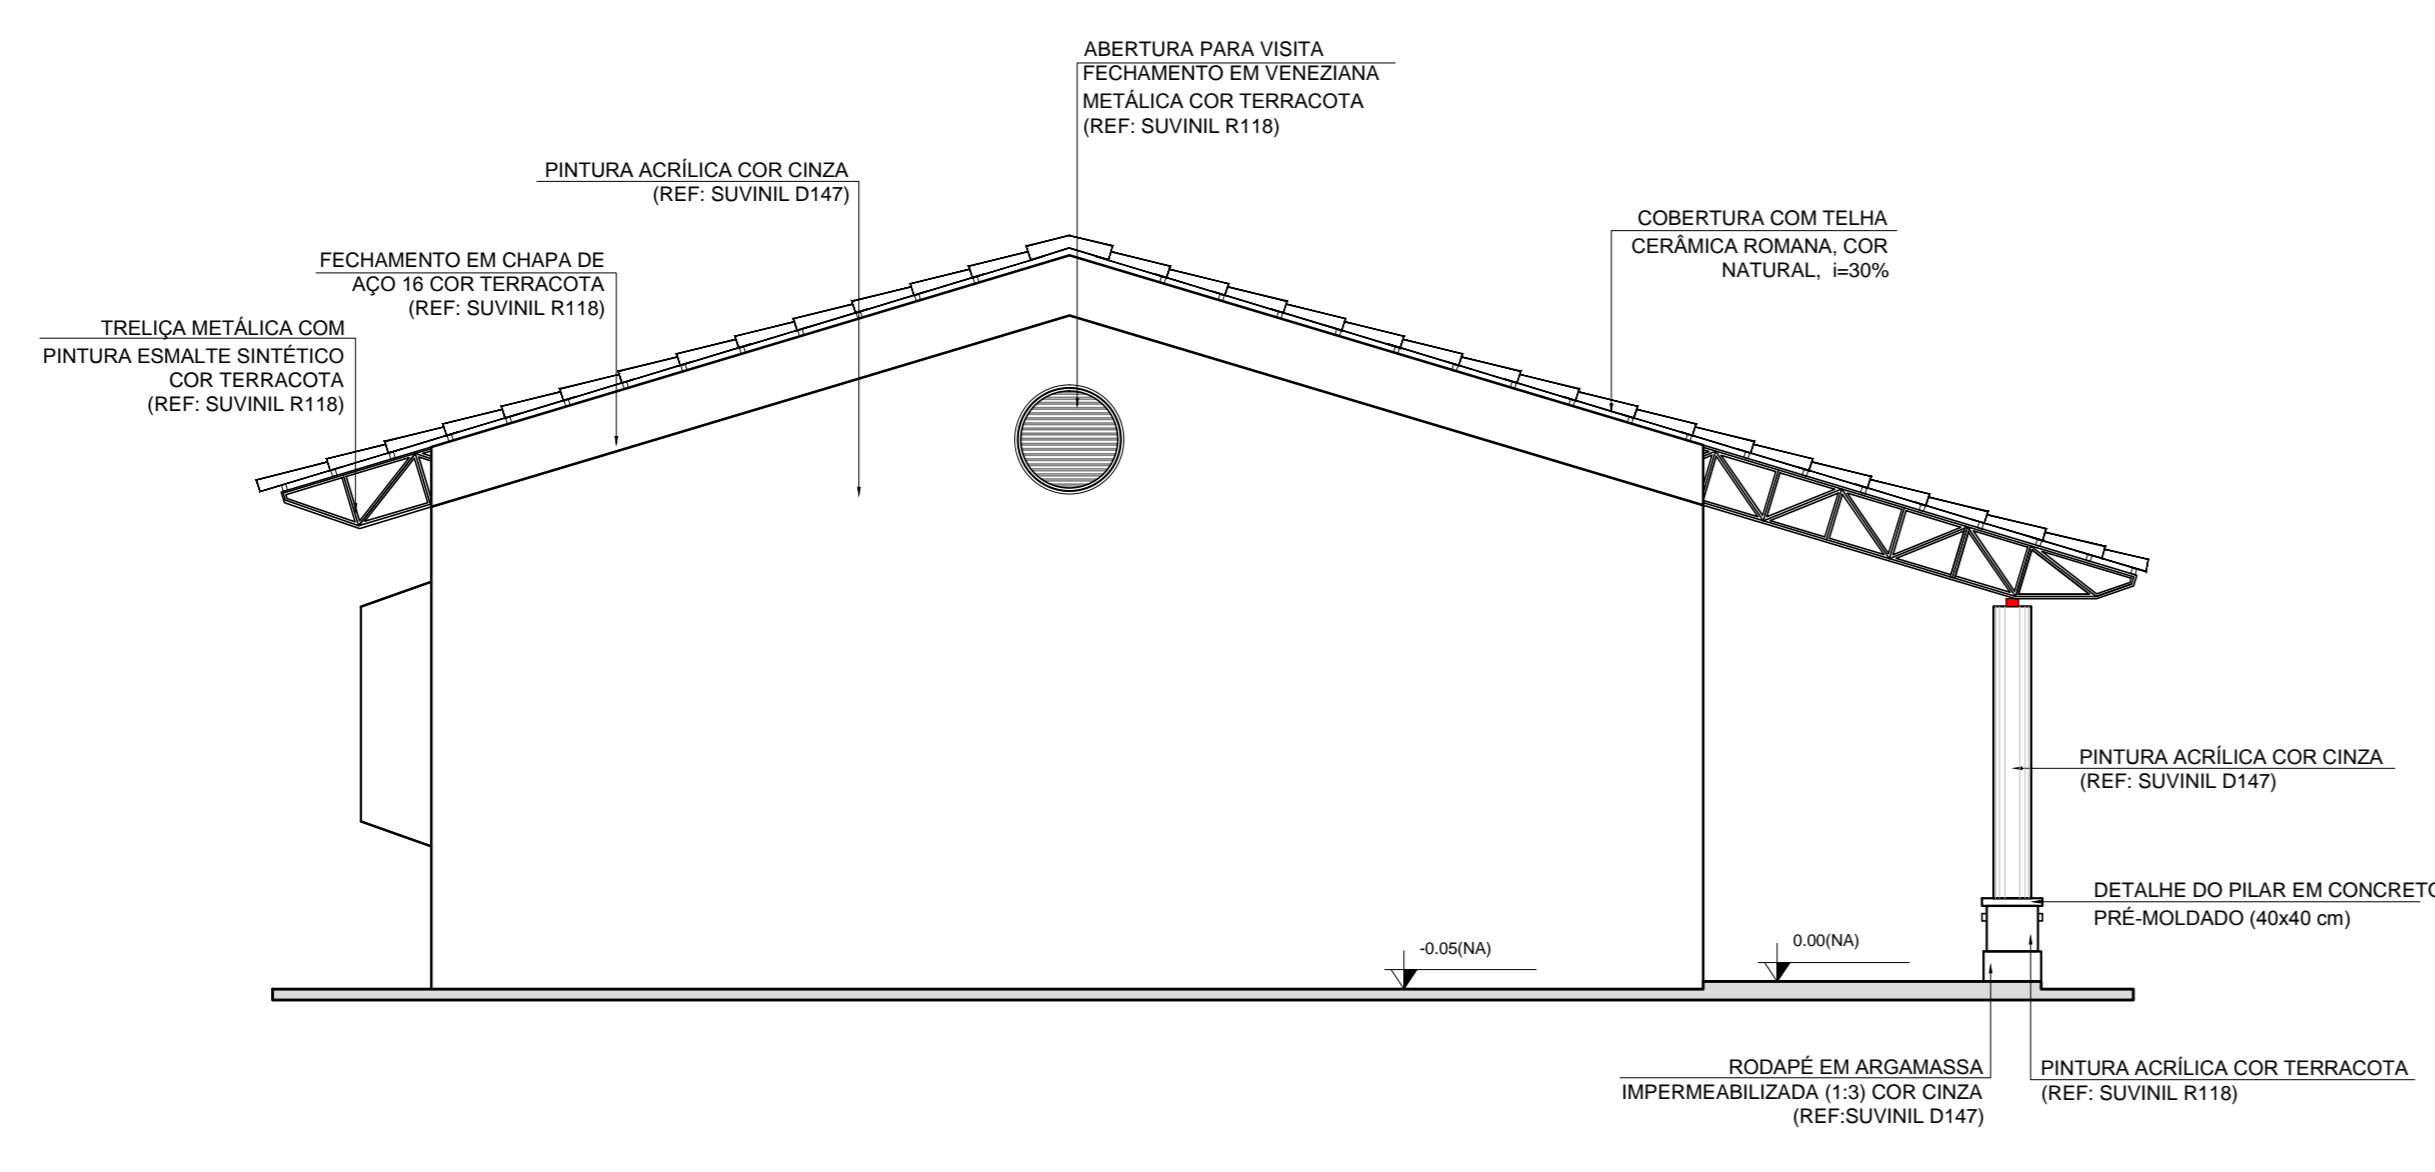 ABERTURA PARA VISITA
FECHAMENTO EM VENEZIANA
METÁLICA COR TERRACOTA
(REF: SUVINIL R118)
PINTURA ACRÍLICA COR CINZA
(REF: SUVINIL D147)
COBERTURA COM TELHA
CERÂMICA ROMANA, COR
NATURAL, i=30%
FECHAMENTO EM CHAPA DE
AÇO 16 COR TERRACOTA
(REF: SUVINIL R118)
TRELIÇA METÁLICA COM
PINTURA ESMALTE SINTÉTICO
COR TERRACOTA
(REF: SUVINIL R118)
PINTURA ACRÍLICA COR CINZA
(REF: SUVINIL D147)
DETALHE DO PILAR EM CONCRETO
PRÉ-MOLDADO (40x40 cm)
-0.05(NA)
0.00(NA)
RODAPÉ EM ARGAMASSA
IMPERMEABILIZADA (1:3) COR CINZA
(REF:SUVINIL D147)
PINTURA ACRÍLICA COR TERRACOTA
(REF: SUVINIL R118)